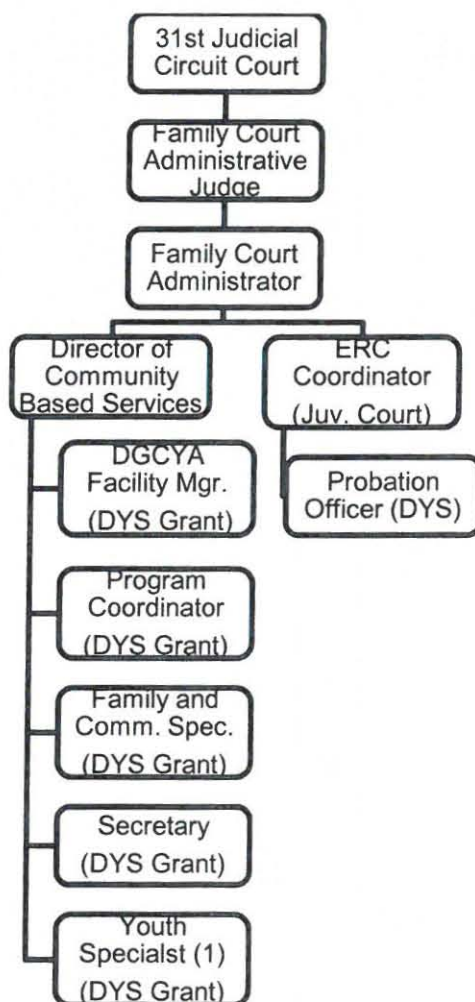 31st Judicial
Circuit Court
Family Court
Administrative
Judge
Family Court
Administrator
Director of
Community
Based Services
ERC
Coordinator
(Juv. Court)
DGCYA
Facility Mgr.
(DYS Grant)
Probation
Officer (DYS)
Program
Coordinator
(DYS Grant)
Family and
Comm. Spec.
(DYS Grant)
Secretary
(DYS Grant)
Youth
Specialst (1)
(DYS Grant)